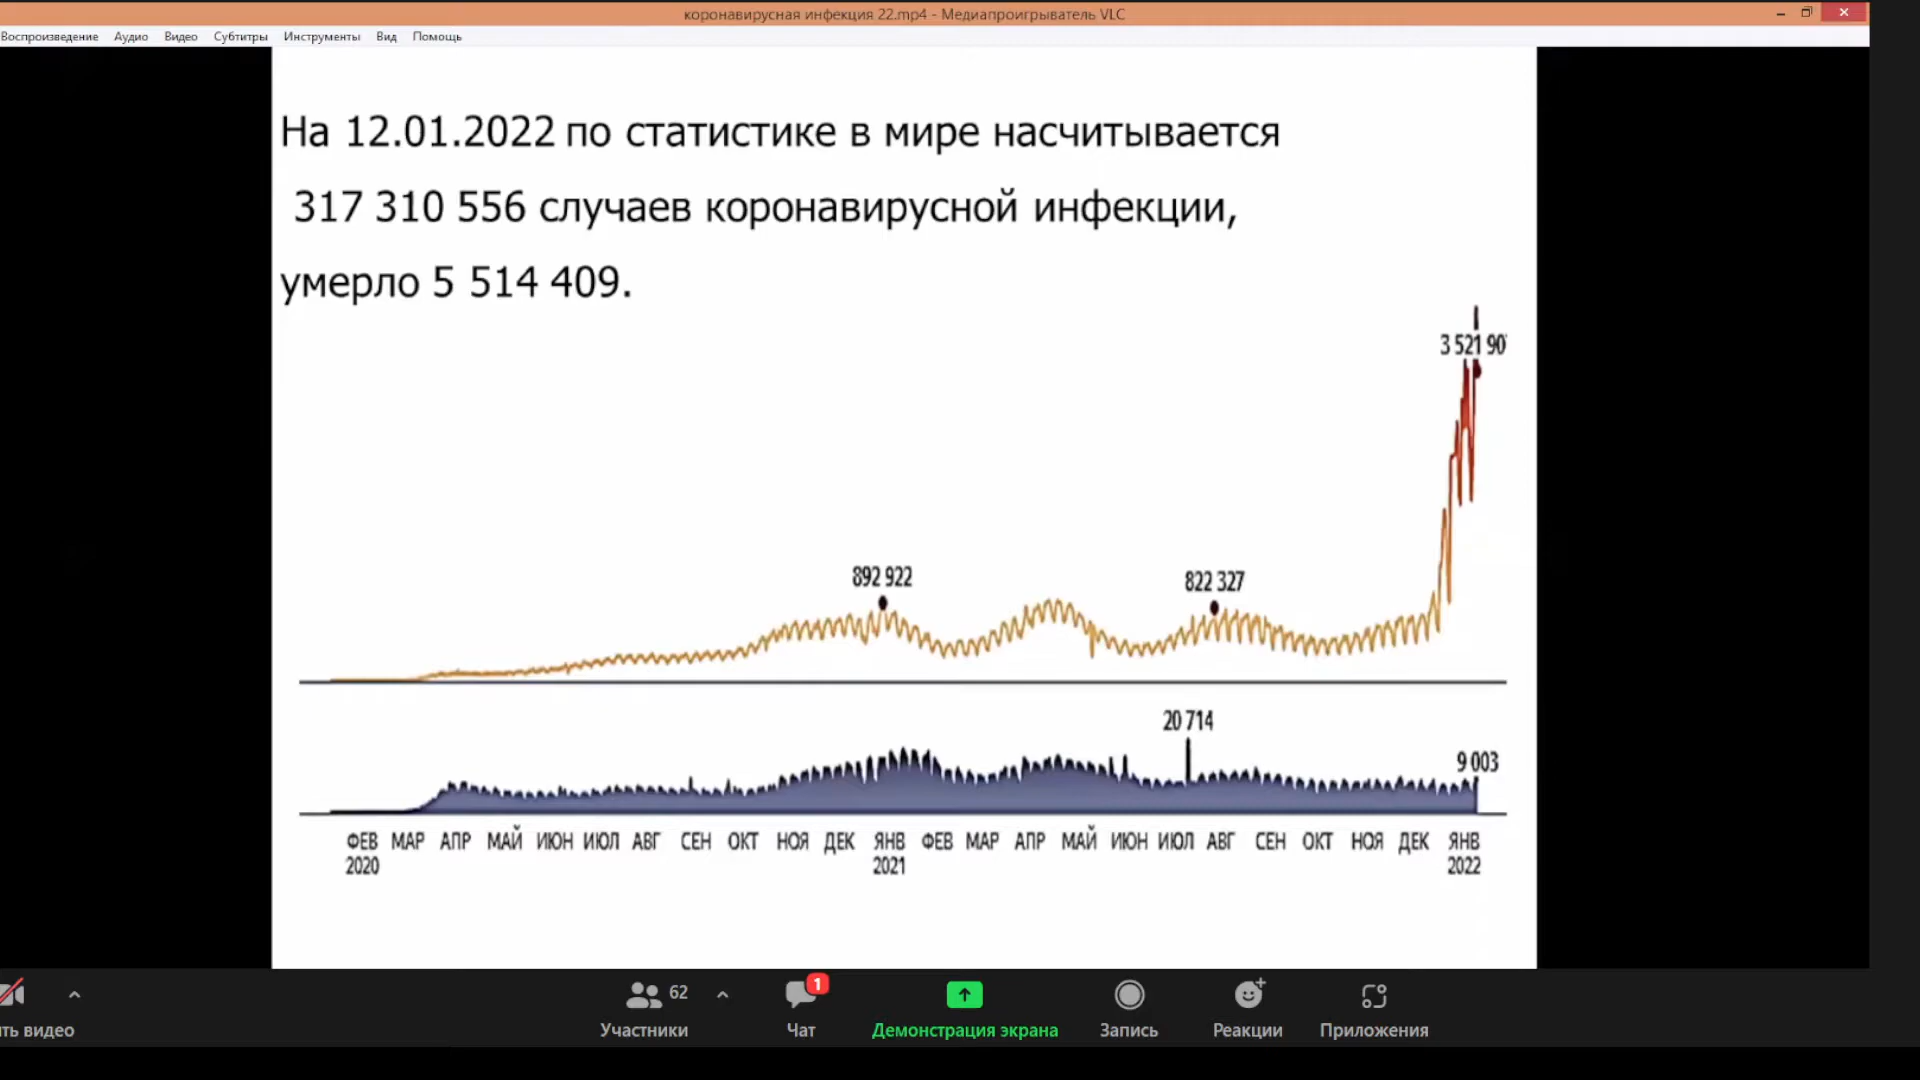 коронавирусная инфекция 22.mp4 - Медиапроигрыватель VLC
Воспроизведение Аудио Видео Субтитры Инструменты Вид Помощь
На 12.01.2022 по статистике в мире насчитывается
317 310 556 случаев коронавирусной инфекции,
умерло 5 514 409.
3 521 90
892 922
822 327
20 714
9 003
ФЕВ МАР АПР МАЙ ИЮН ИЮЛ АВГ СЕН ОКТ НОЯ ДЕК ЯНВ ФЕВ МАР АПР МАЙ ИЮН ИЮЛ АВГ СЕН ОКТ НОЯ ДЕК ЯНВ
2020 2021 2022
62
1
ть видео Участники Чат Демонстрация экрана Запись Реакции Приложения